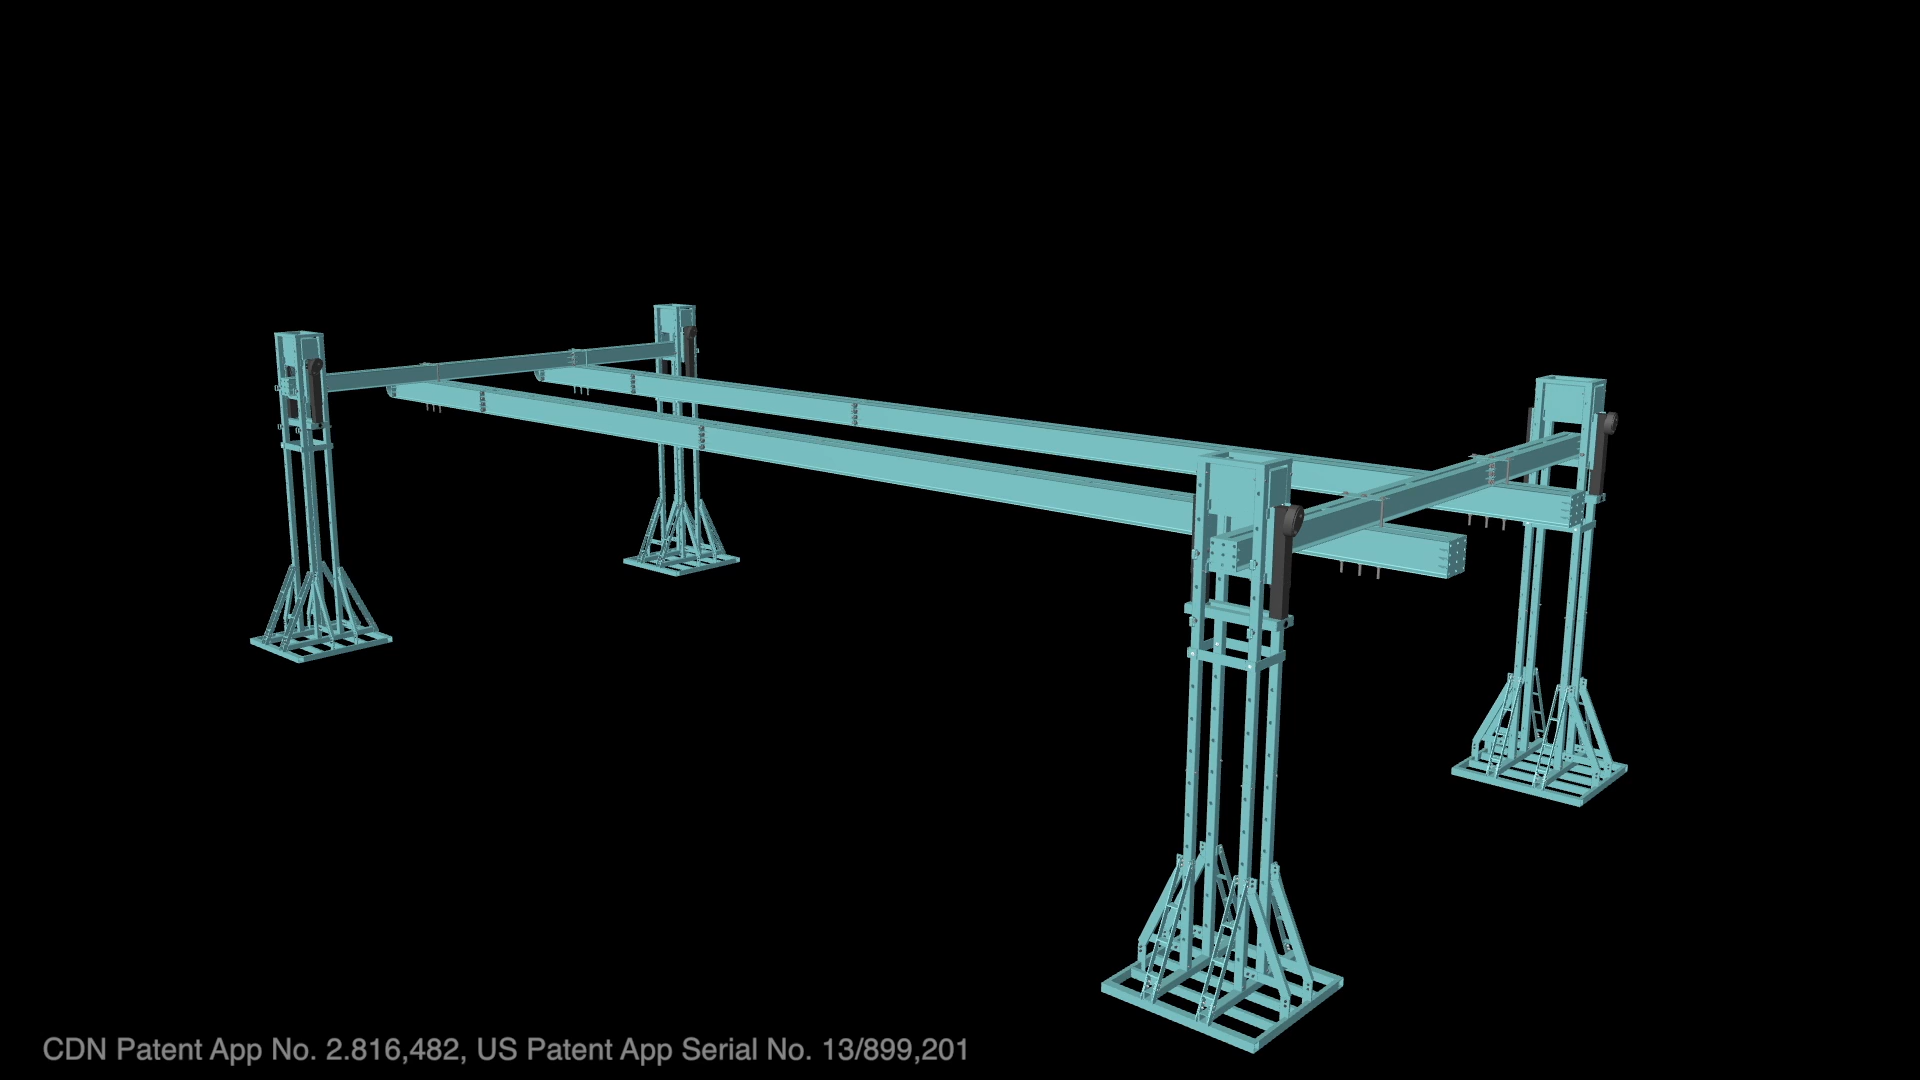 CDN Patent App No. 2.816,482, US Patent App Serial No. 13/899,201